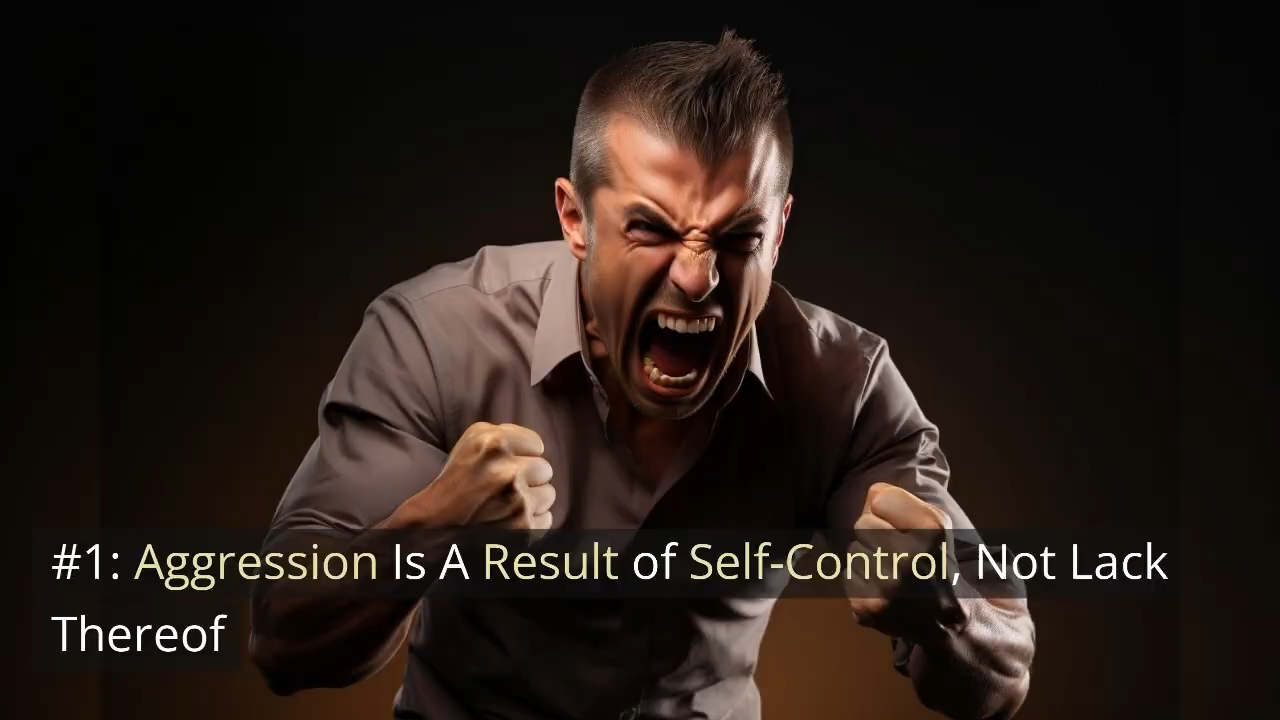 #1: Aggression Is A Result of Self-Control, Not Lack
Thereof